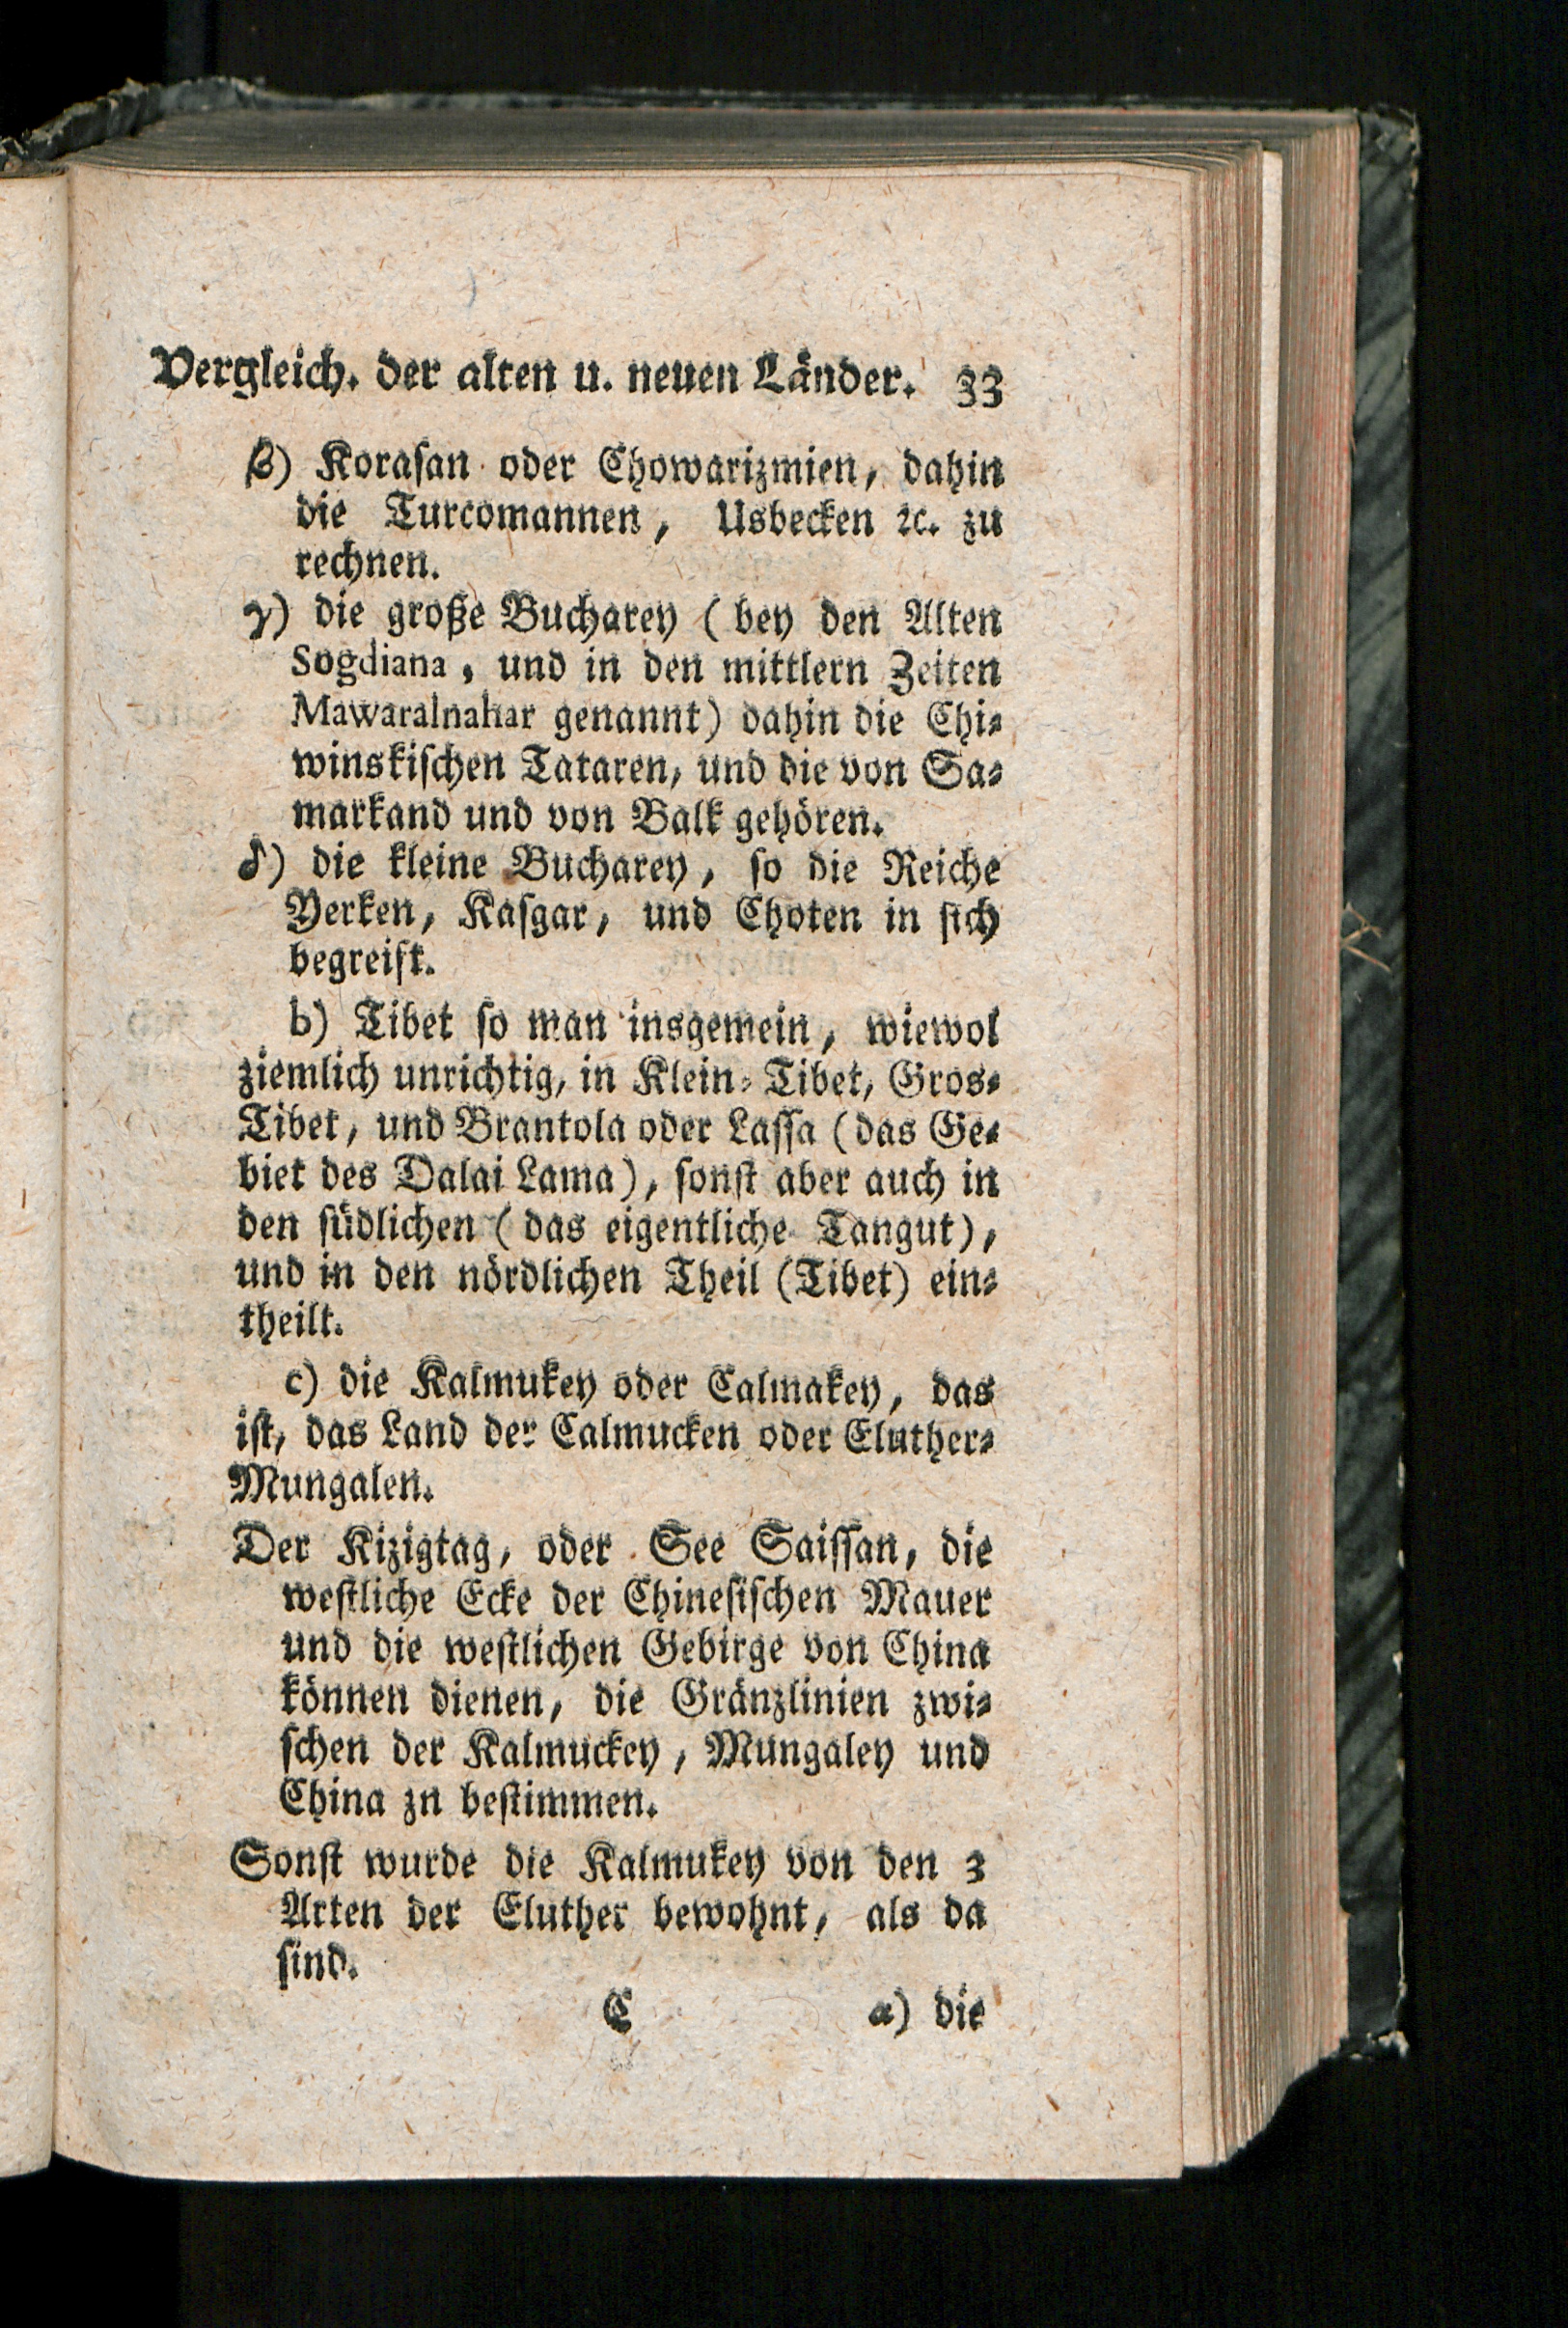 Vergleich. der alten u. neuen Länder. 33
β) Koraſan oder Chowarizmien, dahin
die Turcomannen, Usbecken ꝛc. zu
rechnen.
γ) die große Bucharey (bey den Alten
Sogdiana, und in den mittlern Zeiten
Mawaralnahar genannt) dahin die Chi⸗
winskiſchen Tataren, und die von Sa⸗
markand und von Balk gehören.
δ) die kleine Bucharey, ſo die Reiche
Yerken, Kaſgar, und Choten in ſich
begreift.
b) Tibet ſo man insgemein, wiewol
ziemlich unrichtig, in Klein⸗Tibet, Gros⸗
Tibet, und Brantola oder Laſſa (das Ge⸗
biet des Dalai Lama), ſonſt aber auch in
den ſüdlichen (das eigentliche Tangut),
und in den nördlichen Theil (Tibet) ein⸗
theilt.
c) die Kalmukey oder Calmakey, das
iſt, das Land der Calmucken oder Eluther⸗
Mungalen.
Der Kizigtag, oder See Saiſſan, die
weſtliche Ecke der Chineſiſchen Mauer
und die weſtlichen Gebirge von China
können dienen, die Gränzlinien zwi⸗
ſchen der Kalmuckey, Mungaley und
China zn beſtimmen.
Sonſt wurde die Kalmukey von den 3
Arten der Eluther bewohnt, als da
ſind.
C a) die